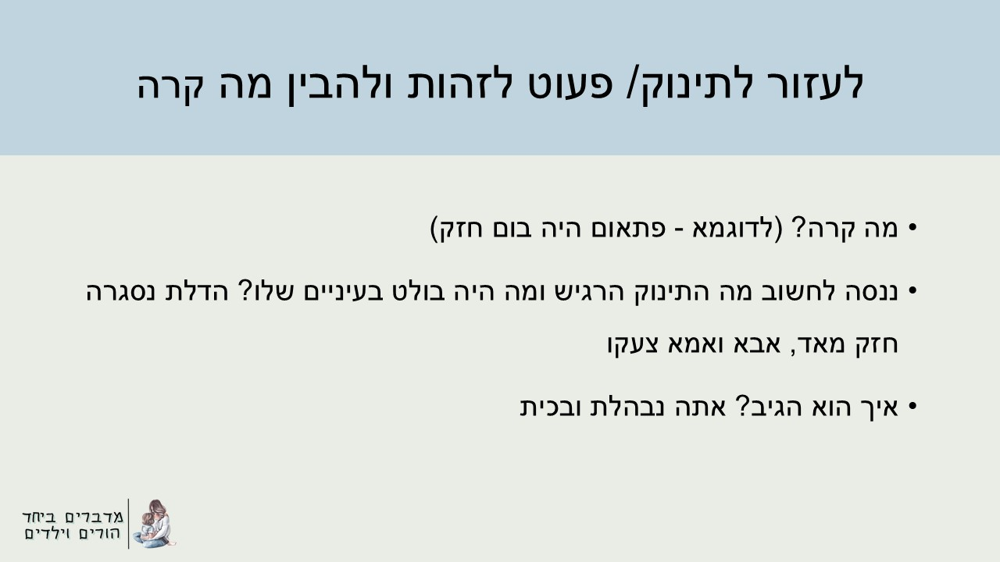 לעזור לתינוק/ פעוט לזהות ולהבין מה קרה
• מה קרה? (לדוגמא - פתאום היה בום חזק)
• ננסה לחשוב מה התינוק הרגיש ומה היה בולט בעיניים שלו? הדלת נסגרה
חזק מאד, אבא ואמא צעקו
• איך הוא הגיב? אתה נבהלת ובכית
מדברים ביחד
הורים וילדים